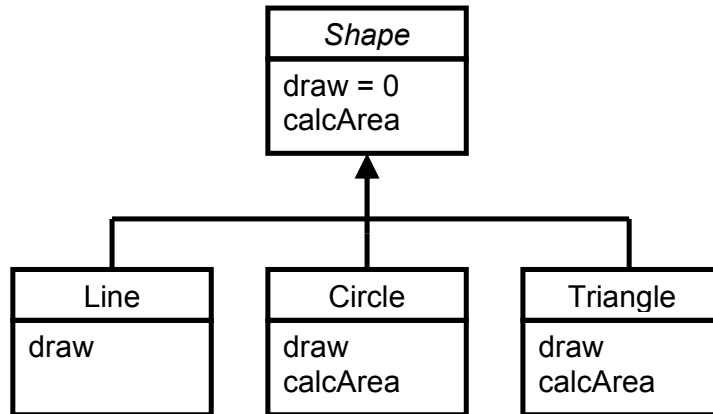 Shape
draw = 0
calcArea
Line
draw
Circle
draw
calcArea
Triangle
draw
calcArea